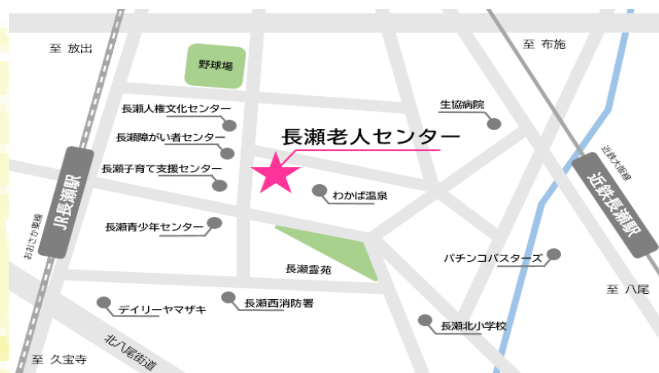 至 放出
野球場
至 布施
長瀬人権文化センター
生協病院
長瀬障がい者センター
長瀬老人センター
長瀬子育て支援センター
近鉄大阪線
わかば温泉
JR長瀬駅
近鉄長瀬駅
おおさか東線
長瀬青少年センター
パチンコバスターズ
長瀬霊苑
至 八尾
デイリーヤマザキ
長瀬西消防署
長瀬北小学校
北八尾街道
至 久宝寺